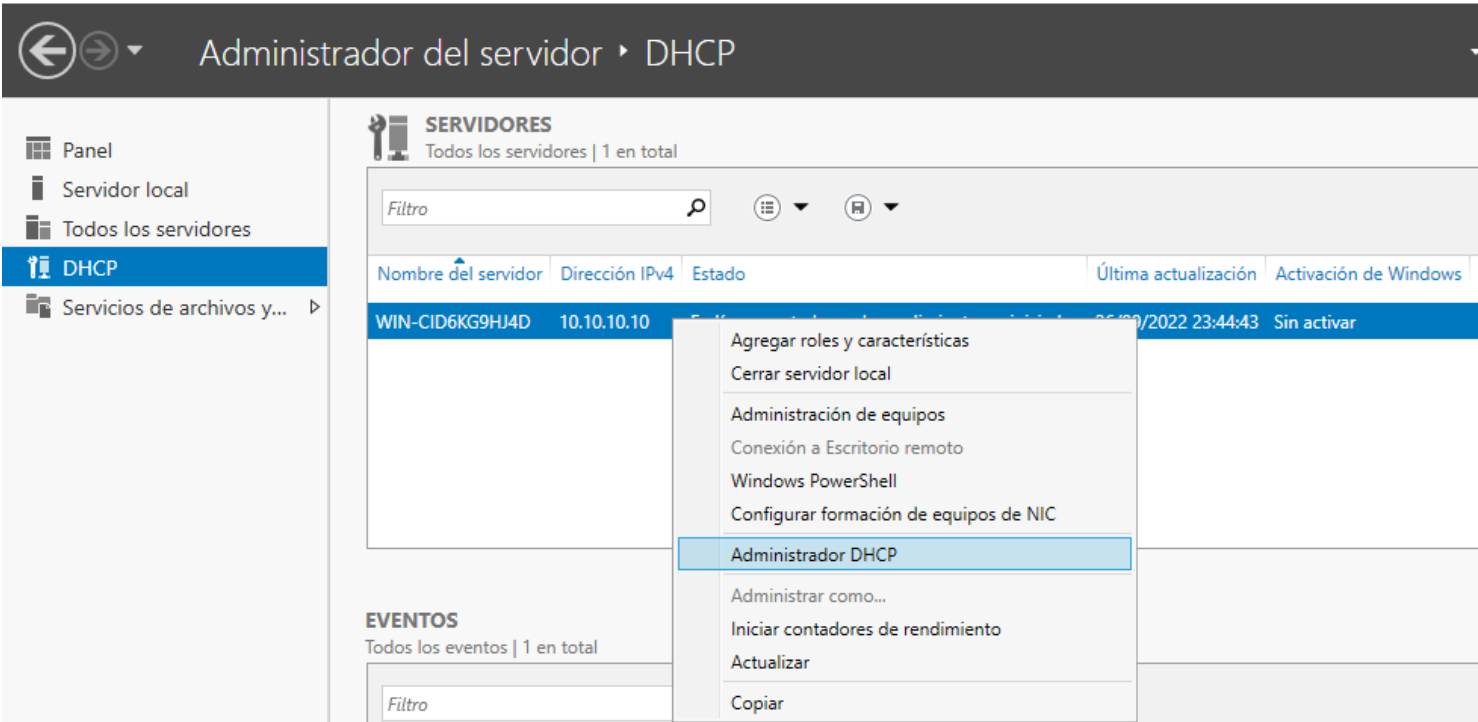 Administrador del servidor ‣ DHCP
Panel
Servidor local
Todos los servidores
DHCP
Servicios de archivos y...
SERVIDORES
Todos los servidores | 1 en total
Filtro
Nombre del servidor Dirección IPv4 Estado Última actualización Activación de Windows
WIN-CID6KG9HJ4D 10.10.10.10 /2022 23:44:43 Sin activar
Agregar roles y características
Cerrar servidor local
Administración de equipos
Conexión a Escritorio remoto
Windows PowerShell
Configurar formación de equipos de NIC
Administrador DHCP
Administrar como...
Iniciar contadores de rendimiento
Actualizar
Copiar
EVENTOS
Todos los eventos | 1 en total
Filtro